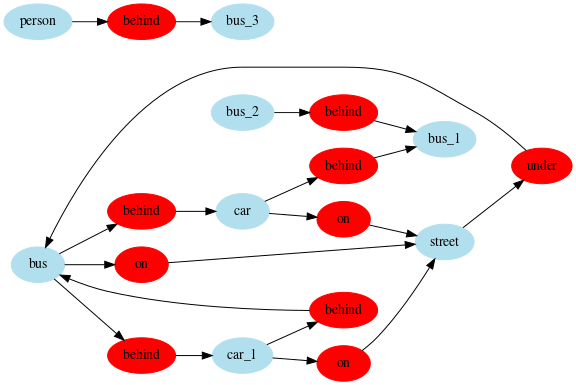 person
behind
bus_3
bus_2
behind
bus_1
behind
under
behind
car
on
street
bus
on
behind
behind
car_1
on